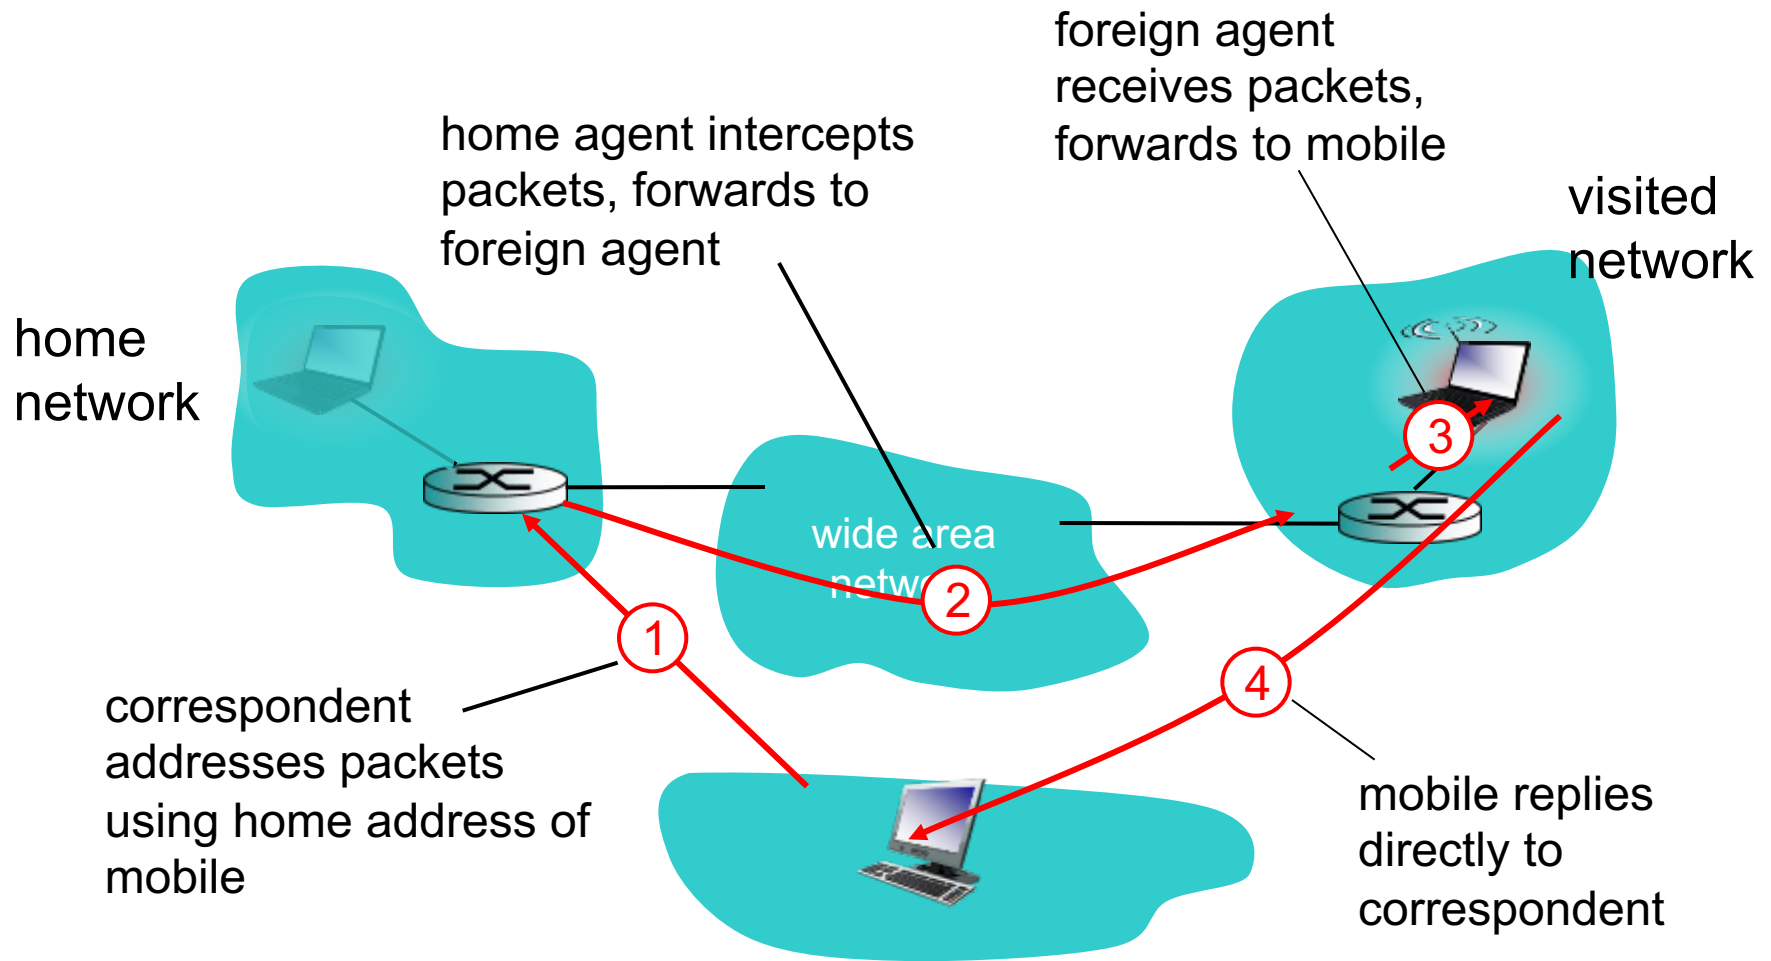 foreign agent
receives packets,
forwards to mobile
home agent intercepts
packets, forwards to
foreign agent
visited
network
home
network
wide area
network
3
2
1
4
correspondent
addresses packets
using home address of
mobile
mobile replies
directly to
correspondent